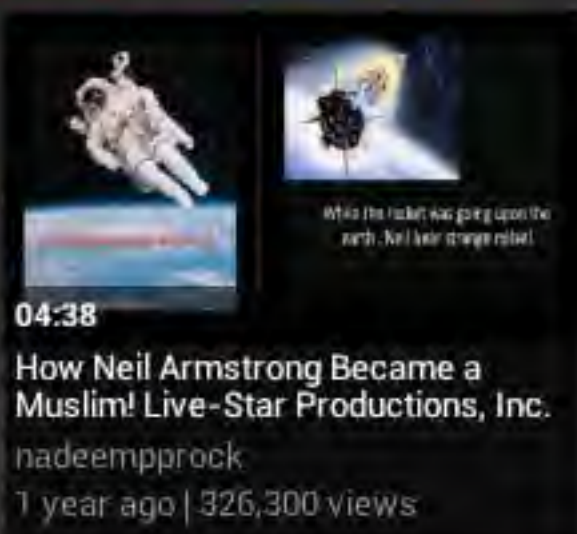 While the rocket was going upon the
earth . Neil hear strange noise!
04:38
How Neil Armstrong Became a
Muslim! Live-Star Productions, Inc.
nadeempprock
1 year ago | 326,300 views